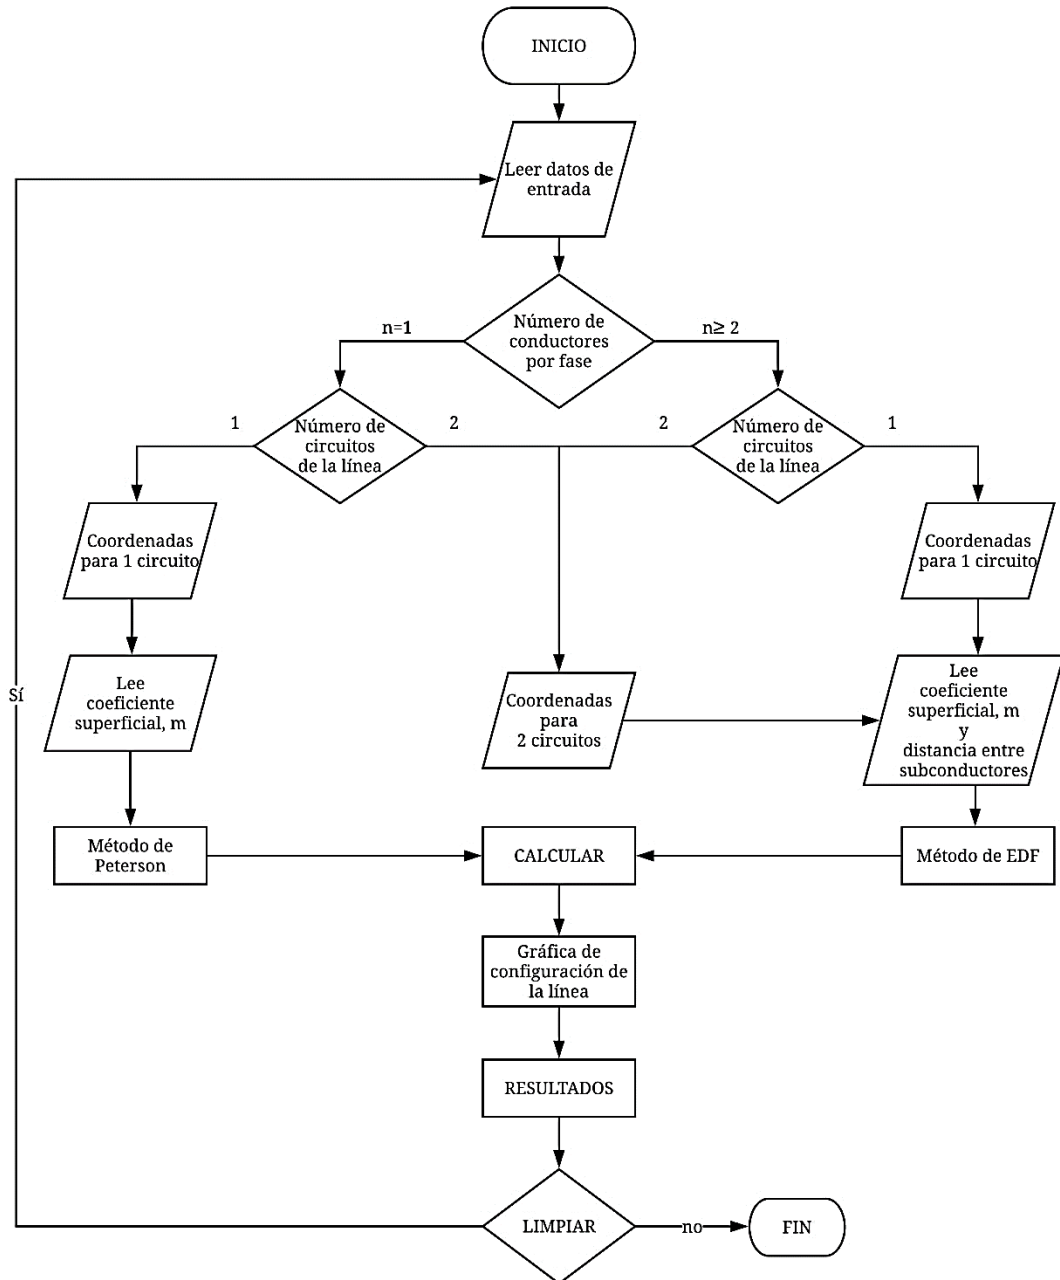 INICIO
Leer datos de
entrada
n=1
Número de
conductores
por fase
n≥ 2
1
Número de
circuitos
de la línea
2
2
Número de
circuitos
de la línea
1
Coordenadas
para 1 circuito
Coordenadas
para 1 circuito
Lee
coeficiente
superficial, m
Coordenadas
para
2 circuitos
Lee
coeficiente
superficial, m
y
distancia entre
subconductores
Sí
Método de
Peterson
CALCULAR
Método de EDF
Gráfica de
configuración de
la línea
RESULTADOS
LIMPIAR
no
FIN